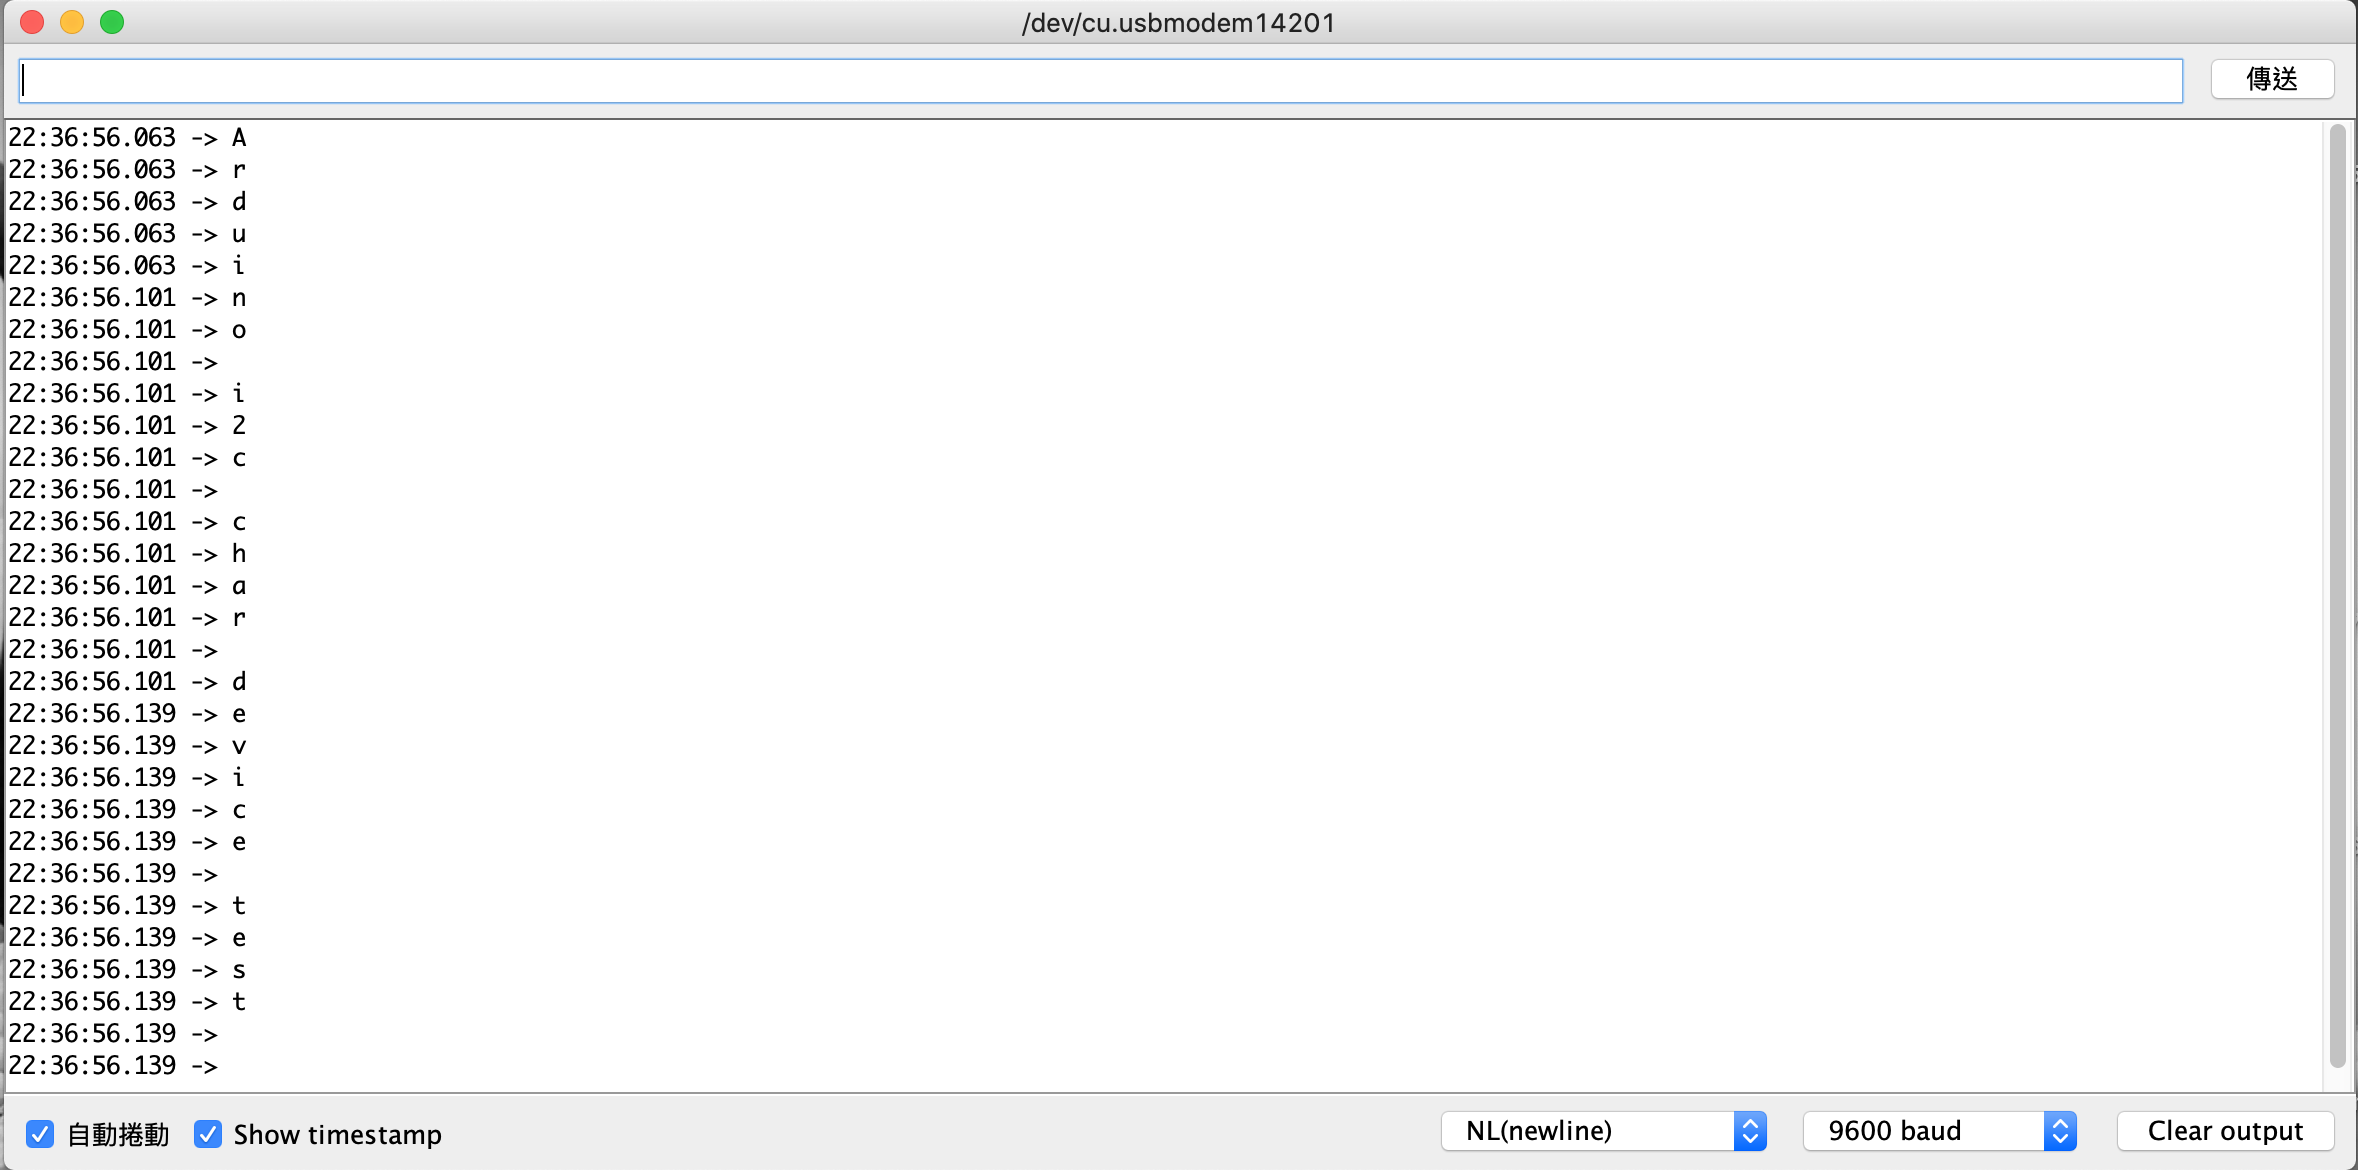 /dev/cu.usbmodem14201
傳送
22:36:56.063 -> A
22:36:56.063 -> r
22:36:56.063 -> d
22:36:56.063 -> u
22:36:56.063 -> i
22:36:56.101 -> n
22:36:56.101 -> o
22:36:56.101 ->
22:36:56.101 -> i
22:36:56.101 -> 2
22:36:56.101 -> c
22:36:56.101 ->
22:36:56.101 -> c
22:36:56.101 -> h
22:36:56.101 -> a
22:36:56.101 -> r
22:36:56.101 ->
22:36:56.101 -> d
22:36:56.139 -> e
22:36:56.139 -> v
22:36:56.139 -> i
22:36:56.139 -> c
22:36:56.139 -> e
22:36:56.139 ->
22:36:56.139 -> t
22:36:56.139 -> e
22:36:56.139 -> s
22:36:56.139 -> t
22:36:56.139 ->
22:36:56.139 ->
自動捲動 Show timestamp NL(newline) 9600 baud Clear output